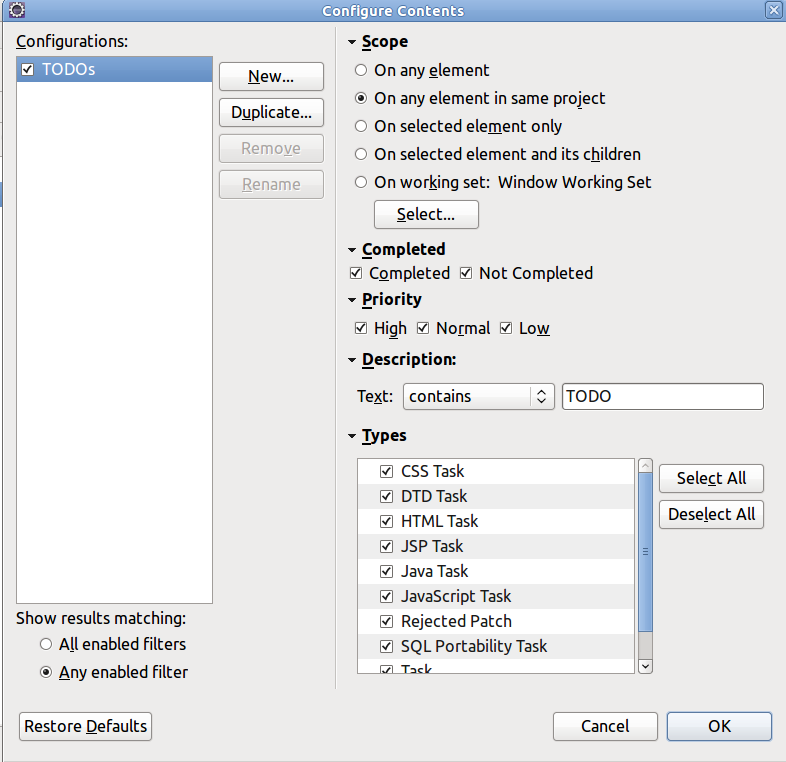 Configure Contents
Configurations:
TODOs
New...
Duplicate...
Remove
Rename
Show results matching:
All enabled filters
Any enabled filter
Scope
On any element
On any element in same project
On selected element only
On selected element and its children
On working set: Window Working Set
Select...
Completed
Completed Not Completed
Priority
High Normal Low
Description:
Text: contains TODO
Types
CSS Task
DTD Task
HTML Task
JSP Task
Java Task
JavaScript Task
Rejected Patch
SQL Portability Task
Task
Select All
Deselect All
Restore Defaults Cancel OK